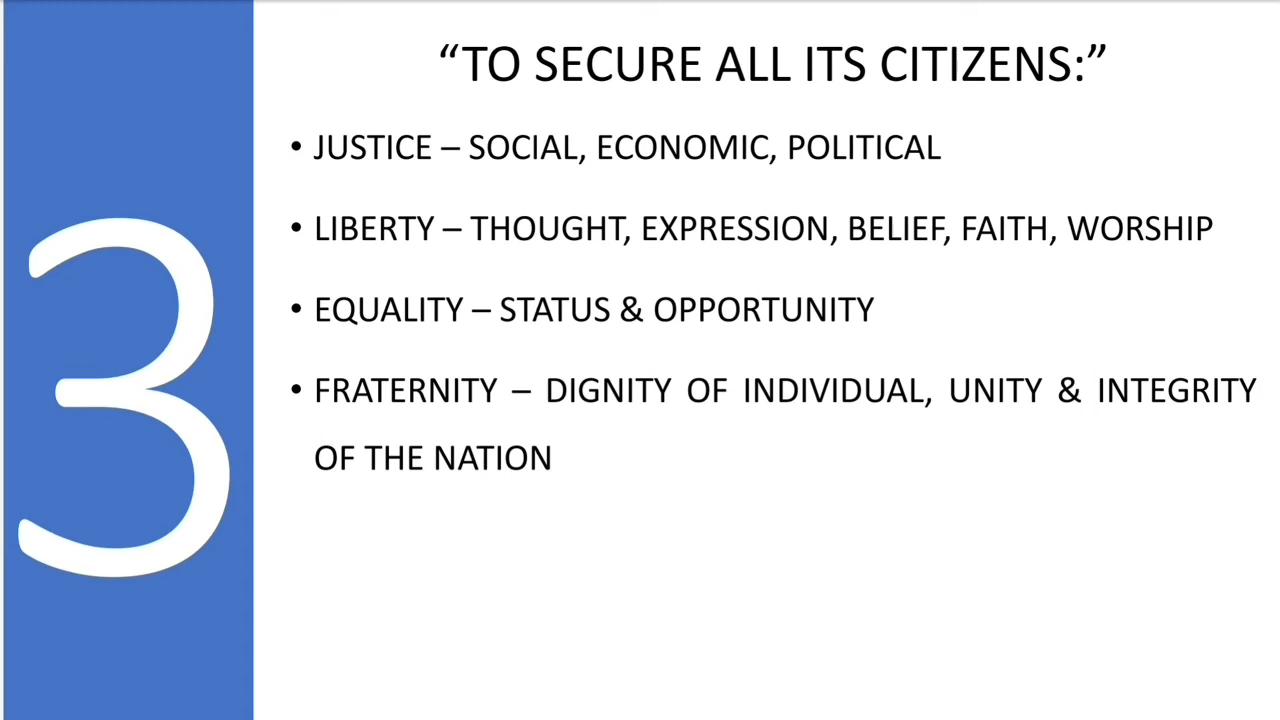 3
“TO SECURE ALL ITS CITIZENS:”
• JUSTICE – SOCIAL, ECONOMIC, POLITICAL
• LIBERTY – THOUGHT, EXPRESSION, BELIEF, FAITH, WORSHIP
• EQUALITY – STATUS & OPPORTUNITY
• FRATERNITY – DIGNITY OF INDIVIDUAL, UNITY & INTEGRITY
OF THE NATION